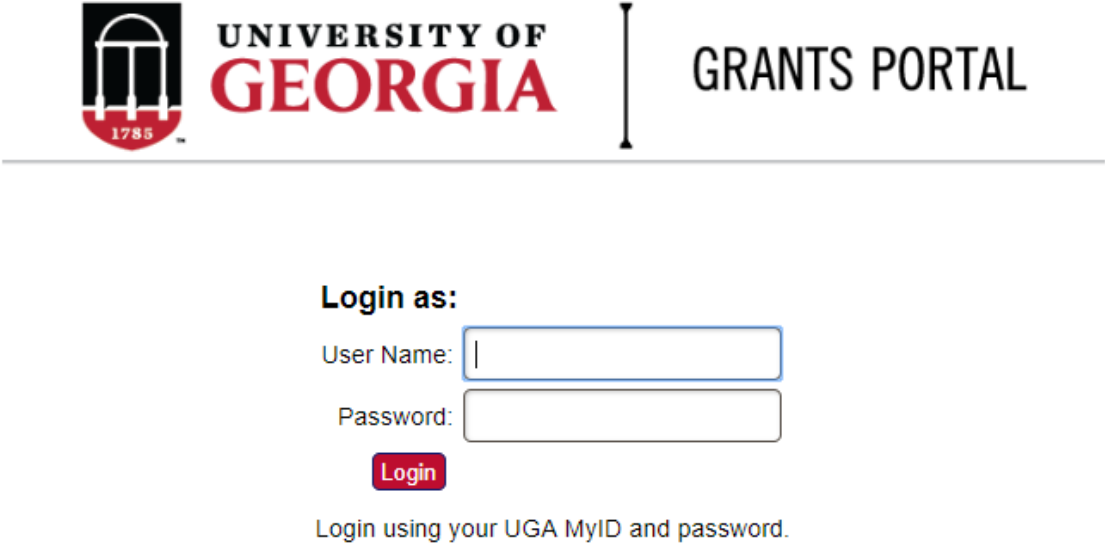 UNIVERSITY OF
GEORGIA
1785
™
GRANTS PORTAL
Login as:
User Name:
Password:
Login
Login using your UGA MyID and password.